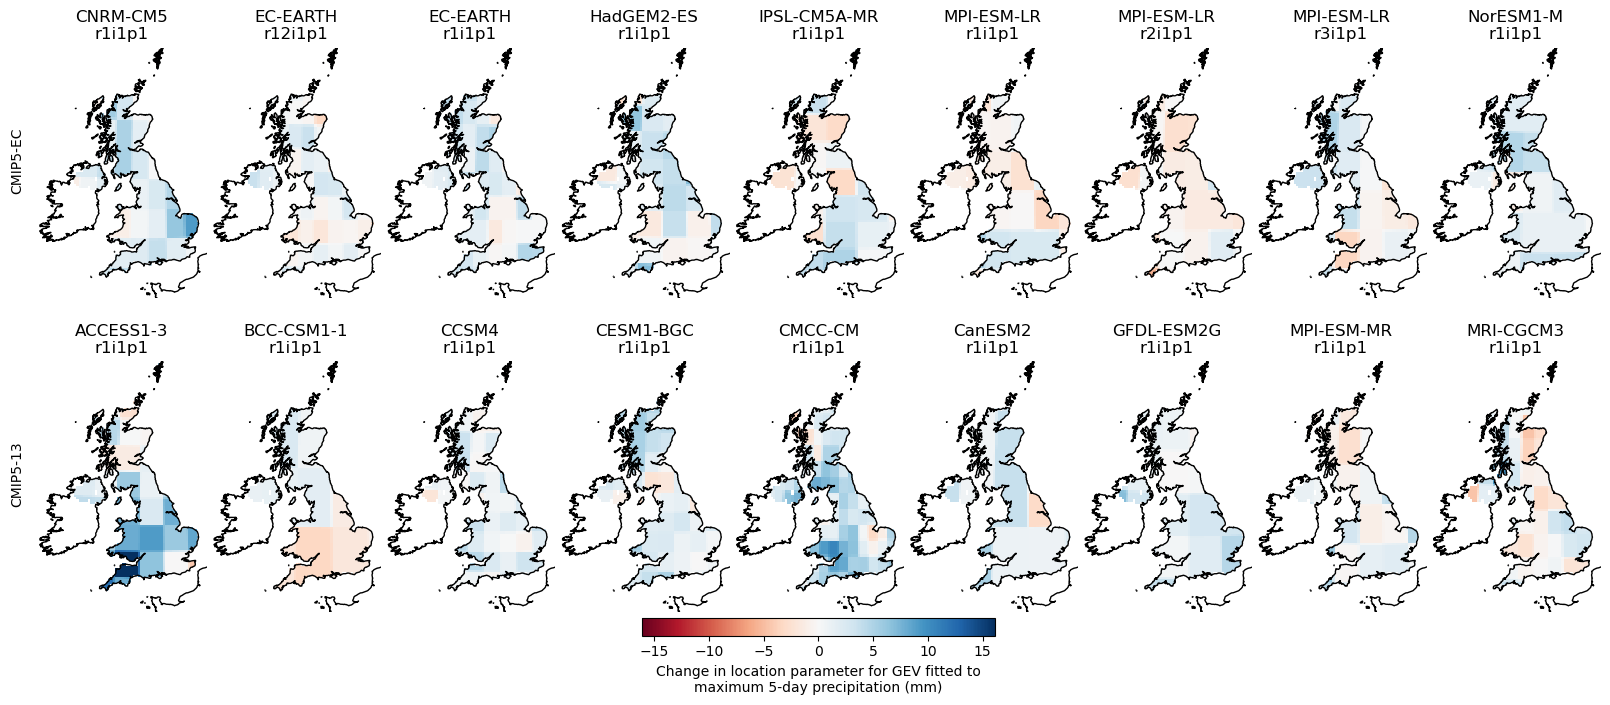 CNRM-CM5 EC-EARTH EC-EARTH HadGEM2-ES IPSL-CM5A-MR MPI-ESM-LR MPI-ESM-LR MPI-ESM-LR NorESM1-M
r1i1p1 r12i1p1 r1i1p1 r1i1p1 r1i1p1 r1i1p1 r2i1p1 r3i1p1 r1i1p1
CMIP5-EC
ACCESS1-3 BCC-CSM1-1 CCSM4 CESM1-BGC CMCC-CM CanESM2 GFDL-ESM2G MPI-ESM-MR MRI-CGCM3
r1i1p1 r1i1p1 r1i1p1 r1i1p1 r1i1p1 r1i1p1 r1i1p1 r1i1p1 r1i1p1
CMIP5-13
−15 −10 −5 0 5 10 15
Change in location parameter for GEV fitted to
maximum 5-day precipitation (mm)